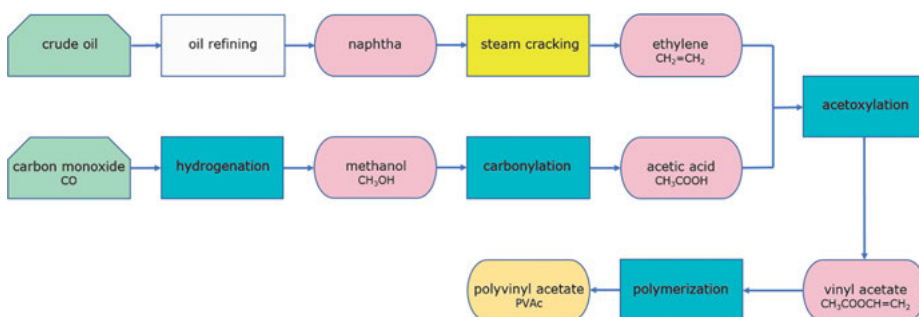 crude oil
oil refining
naphtha
steam cracking
ethylene
CH₂=CH₂
acetoxylation
carbon monoxide
CO
hydrogenation
methanol
CH₃OH
carbonylation
acetic acid
CH₃COOH
polyvinyl acetate
PVAc
polymerization
vinyl acetate
CH₃COOCH=CH₂